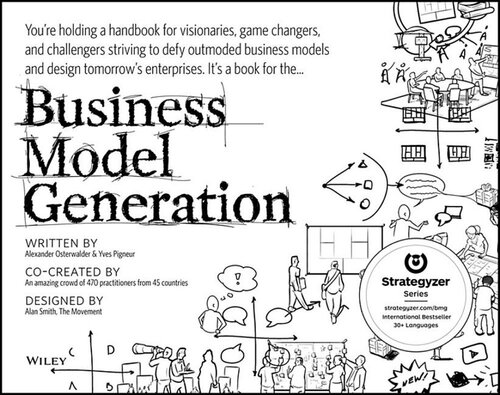 You're holding a handbook for visionaries, game changers,
and challengers striving to defy outmoded business models
and design tomorrow's enterprises. It's a book for the...
Business
Model
Generation
WRITTEN BY
Alexander Osterwalder & Yves Pigneur
CO-CREATED BY
An amazing crowd of 470 practitioners from 45 countries
DESIGNED BY
Alan Smith, The Movement
Strategyzer
Series
strategyzer.com/bmg
International Bestseller
30+ Languages
WILEY
C
D
A
B
NEW!